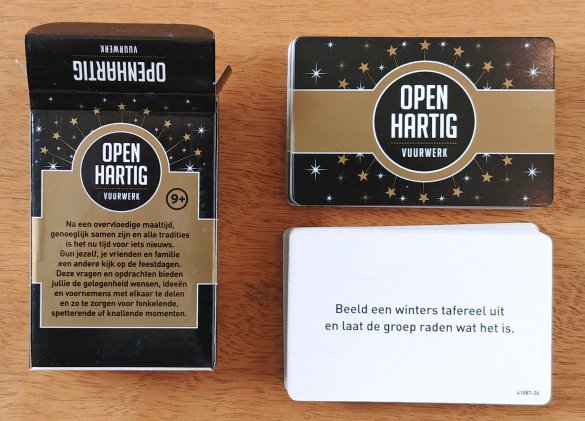 OPENHARTIG
VUURWERK
OPEN
HARTIG
VUURWERK
9+
Na een overvloedige maaltijd,
genoeglijk samen zijn en alle tradities
is het nu tijd voor iets nieuws.
Gun jezelf, je vrienden en familie
een andere kijk op de feestdagen.
Deze vragen en opdrachten bieden
jullie de gelegenheid wensen, ideeën
en voornemens met elkaar te delen
en zo te zorgen voor fonkelende,
spetterende of knallende momenten.
OPEN
HARTIG
VUURWERK
Beeld een winters tafereel uit
en laat de groep raden wat het is.
41087-26